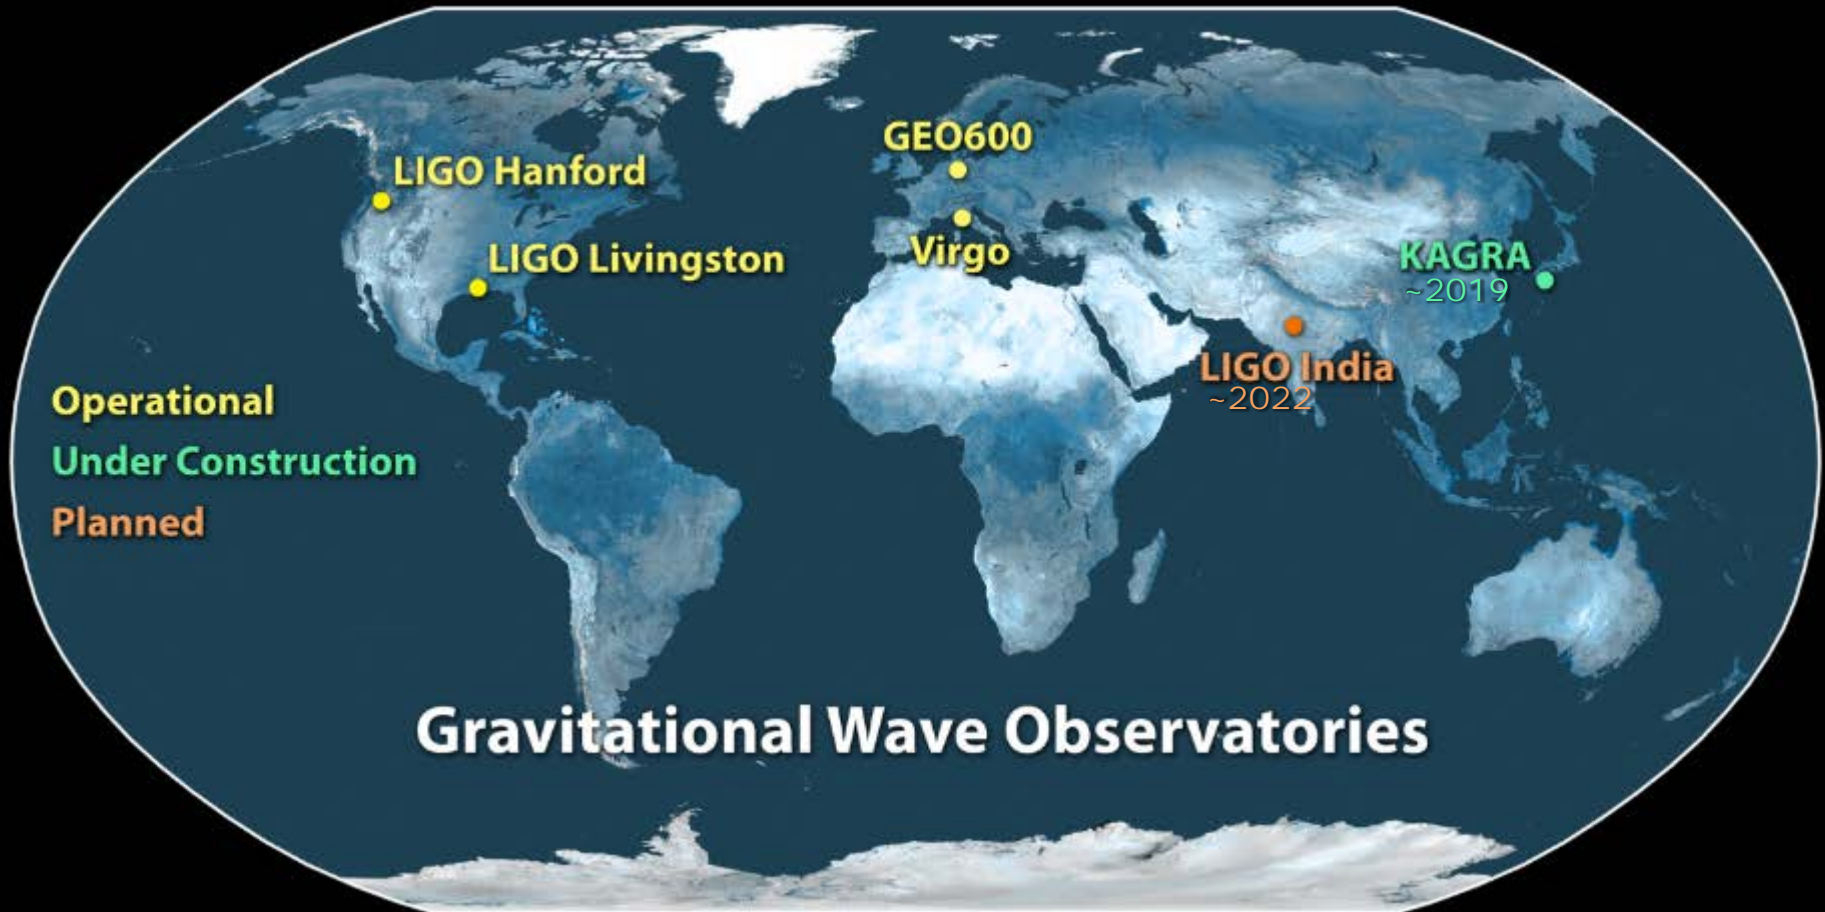 GEO600
LIGO Hanford
LIGO Livingston
Virgo
KAGRA
~2019
LIGO India
~2022
Operational
Under Construction
Planned
Gravitational Wave Observatories